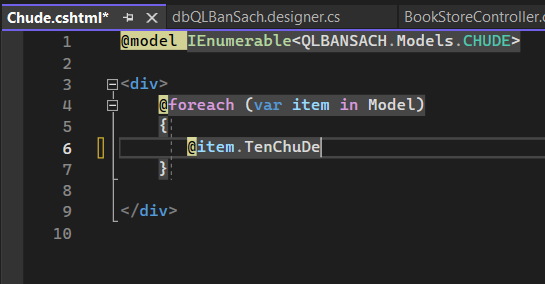 Chude.cshtml* dbQLBanSach.designer.cs BookStoreController.c
1 @model IEnumerable<QLBANSACH.Models.CHUDE>
2
3 <div>
4 @foreach (var item in Model)
5 {
6 @item.TenChuDe
7 }
8
9 </div>
10